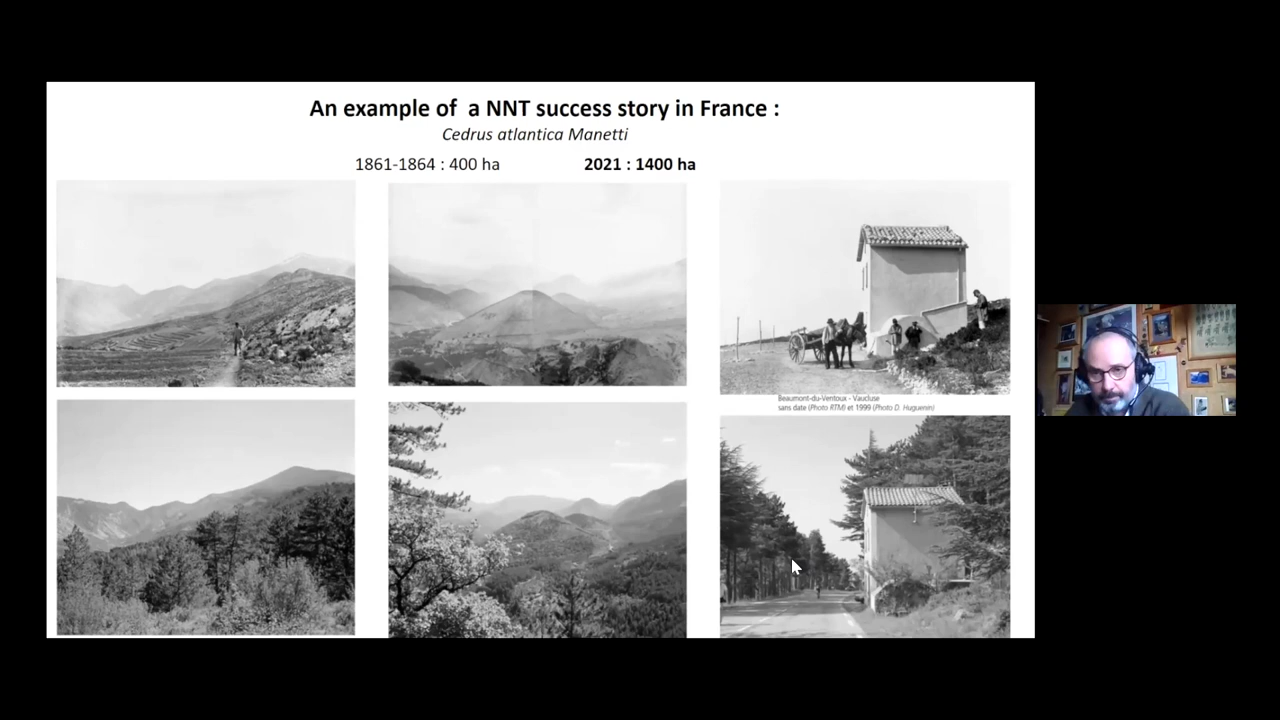 An example of a NNT success story in France :
Cedrus atlantica Manetti
1861-1864 : 400 ha 2021 : 1400 ha
Beaumont-du-Ventoux - Vaucluse
sans date (Photo RTM) et 1999 (Photo D. Huguenin)